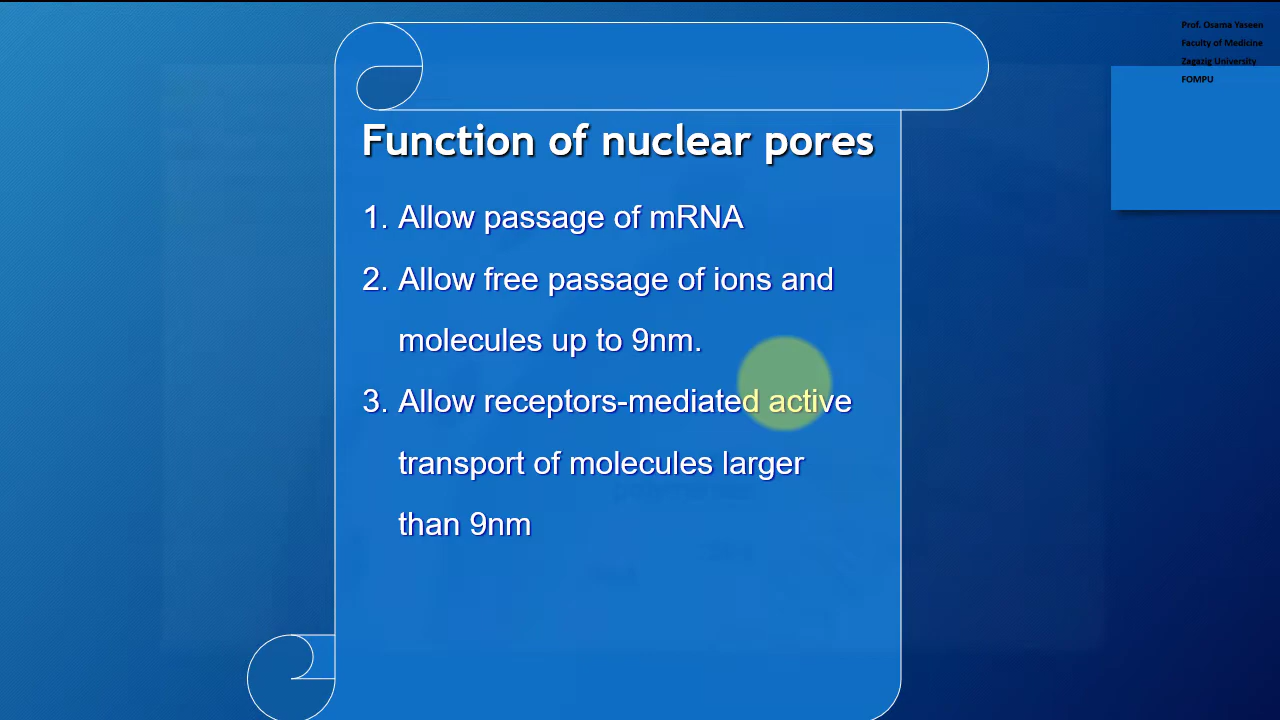 Prof. Osama Yaseen
Faculty of Medicine
Zagazig University
FOMPU
Function of nuclear pores
1. Allow passage of mRNA
2. Allow free passage of ions and
molecules up to 9nm.
3. Allow receptors-mediated active
transport of molecules larger
than 9nm